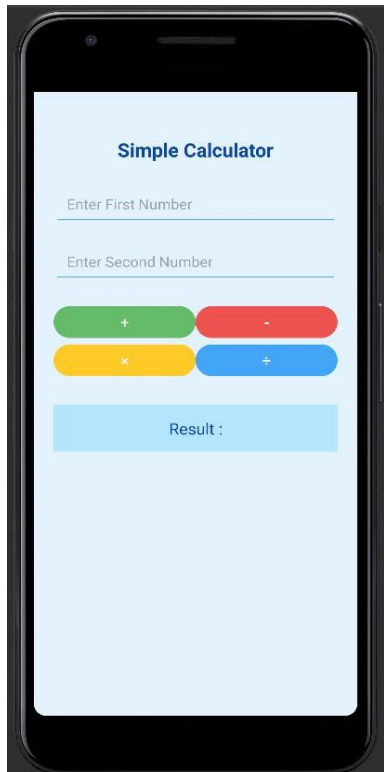 Simple Calculator
Enter First Number
Enter Second Number
+ -
× ÷
Result :